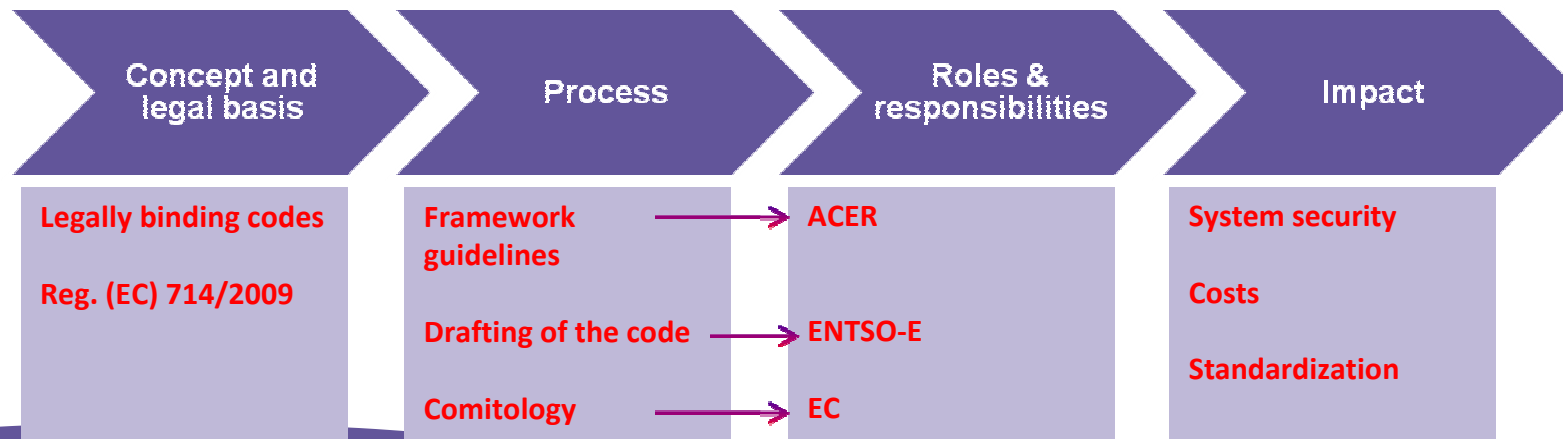 Concept and
legal basis
Process
Roles &
responsibilities
Impact
Legally binding codes
Reg. (EC) 714/2009
Framework
guidelines
Drafting of the code
Comitology
ACER
ENTSO-E
EC
System security
Costs
Standardization